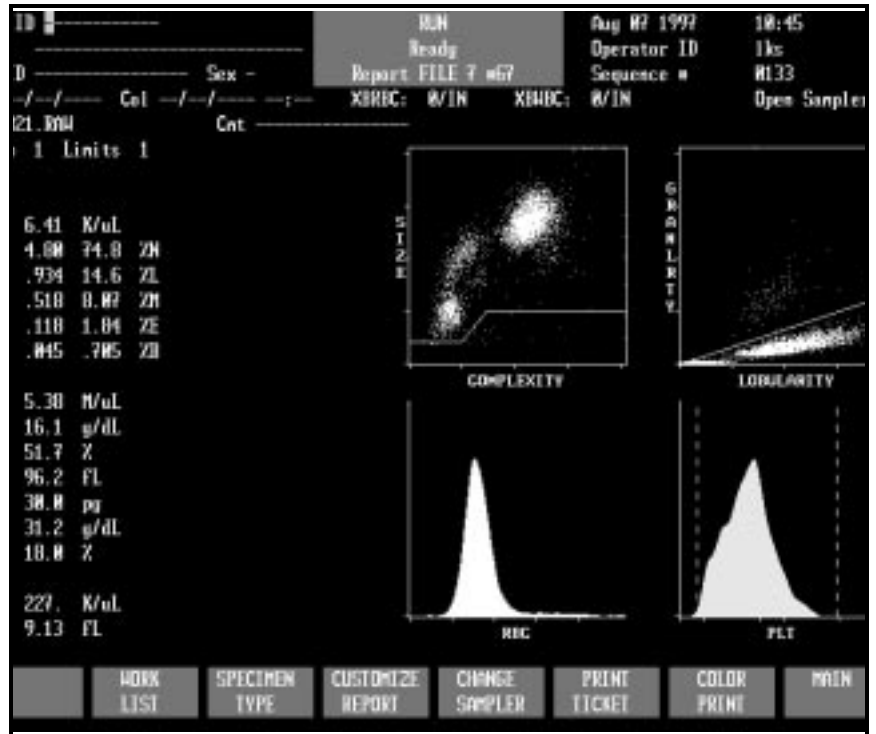 ID ------------ RUN Aug 07 1997 10:45
Ready Operator ID lks
D ---------------- Sex - Report FILE 7 #67 Sequence # 0133
--/--/---- Col --/--/---- --:-- XBRBC: 0/IN XBWBC: 0/IN Open Sampler
021.RAW Cnt ----------------
1 Limits 1
SIZE
COMPLEXITY
GRANLRITY
LOBULARITY
6.41 K/uL
4.80 74.8 %N
.934 14.6 %L
.518 8.07 %M
.118 1.84 %E
.045 .705 %B
5.38 M/uL
16.1 g/dL
51.7 %
96.2 fL
30.0 pg
31.2 g/dL
18.0 %
227. K/uL
9.13 fL
RBC
PLT
WORK LIST
SPECIMEN TYPE
CUSTOMIZE REPORT
CHANGE SAMPLER
PRINT TICKET
COLOR PRINT
MAIN